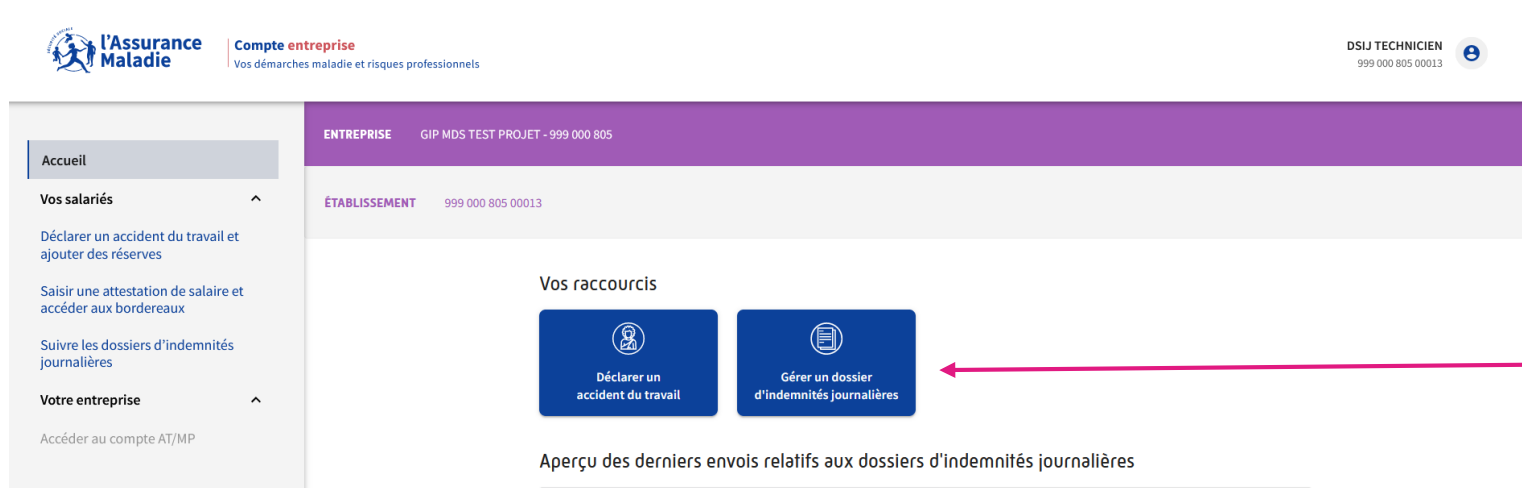 SÉCURITÉ SOCIALE
l'Assurance
Maladie
Compte entreprise
Vos démarches maladie et risques professionnels
DSIJ TECHNICIEN
999 000 805 00013
Accueil
Vos salariés
Déclarer un accident du travail et
ajouter des réserves
Saisir une attestation de salaire et
accéder aux bordereaux
Suivre les dossiers d’indemnités
journalières
Votre entreprise
Accéder au compte AT/MP
ENTREPRISE GIP MDS TEST PROJET - 999 000 805
ÉTABLISSEMENT 999 000 805 00013
Vos raccourcis
Déclarer un
accident du travail
Gérer un dossier
d'indemnités journalières
Aperçu des derniers envois relatifs aux dossiers d'indemnités journalières